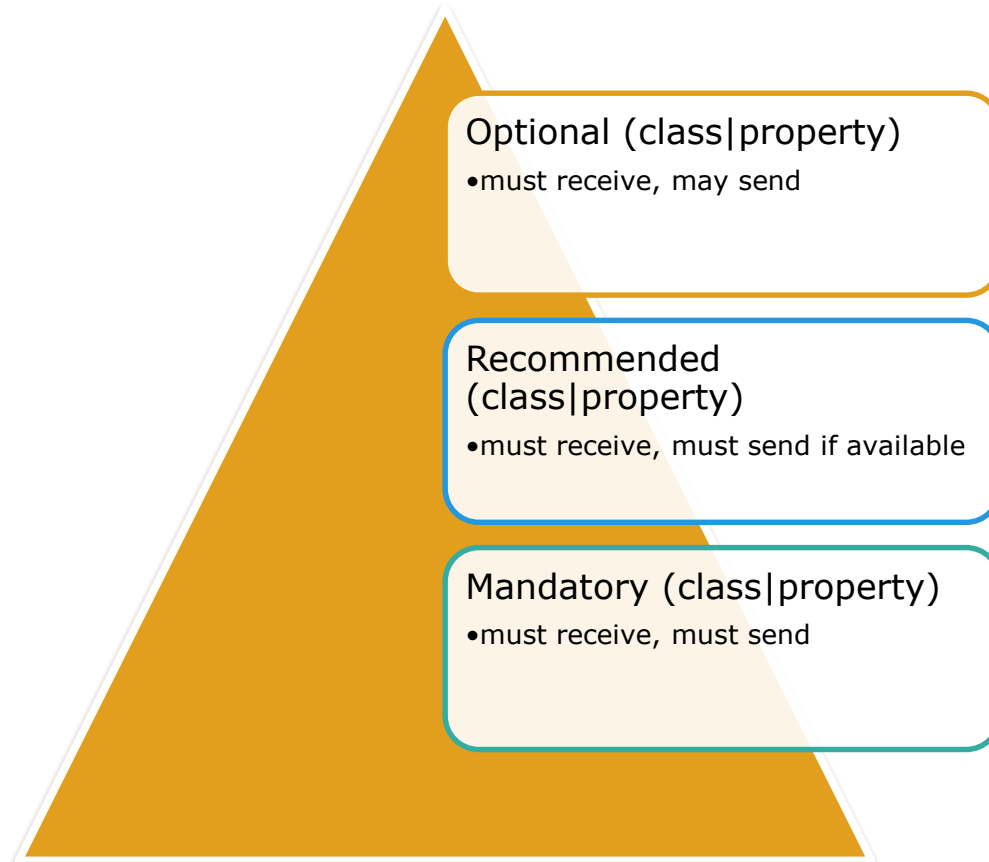 Optional (class|property)
•must receive, may send
Recommended
(class|property)
•must receive, must send if available
Mandatory (class|property)
•must receive, must send